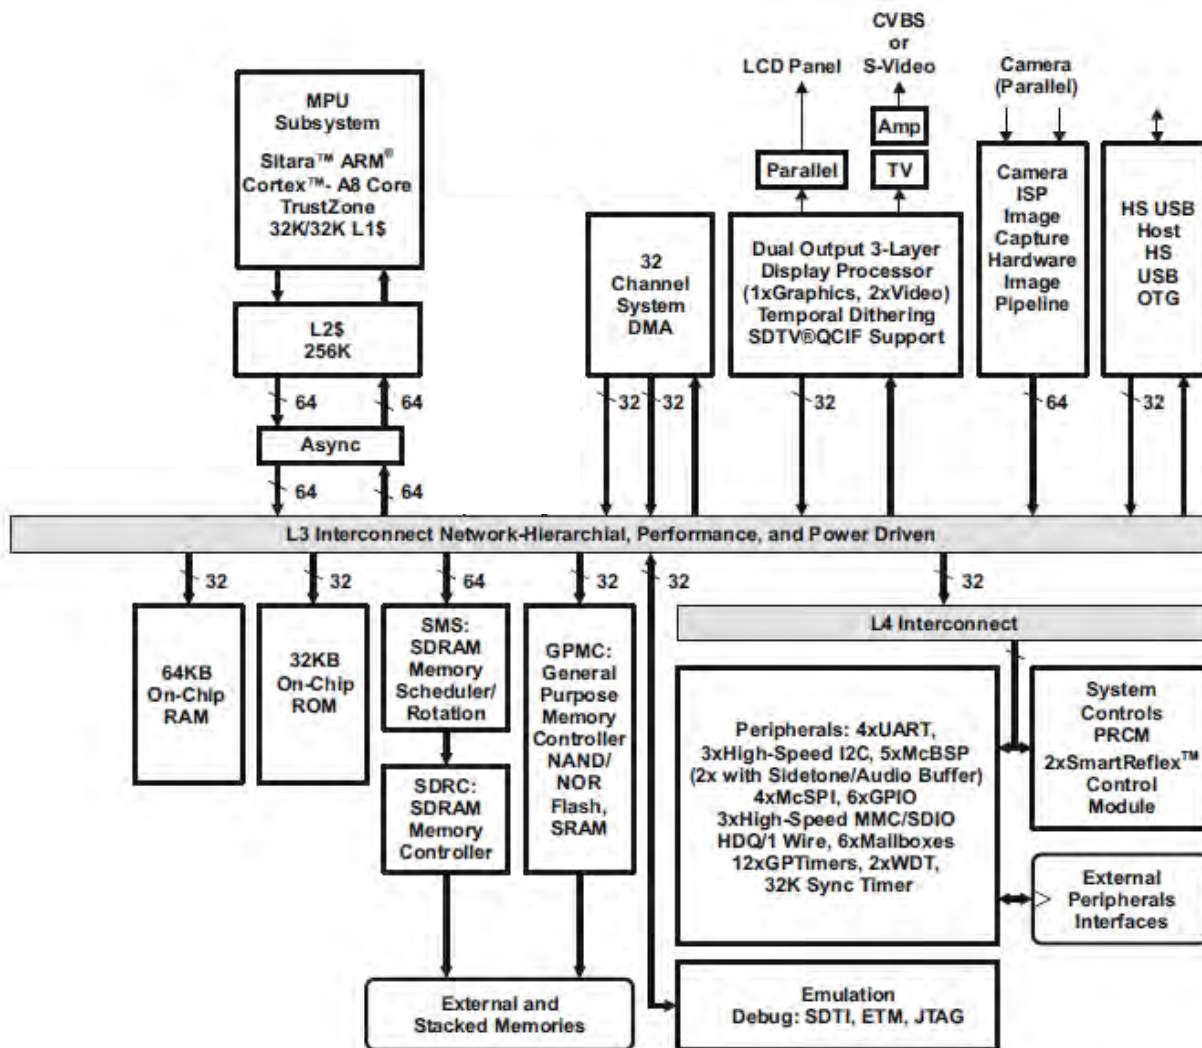 CVBS
or
S-Video
LCD Panel
Camera
(Parallel)
MPU
Subsystem
Sitara™ ARM®
Cortex™- A8 Core
TrustZone
32K/32K L1$
Amp
Parallel
TV
L2$
256K
32
Channel
System
DMA
Dual Output 3-Layer
Display Processor
(1xGraphics, 2xVideo)
Temporal Dithering
SDTV®QCIF Support
Camera
ISP
Image
Capture
Hardware
Image
Pipeline
HS USB
Host
HS
USB
OTG
64
64
32
32
32
64
32
Async
64
64
L3 Interconnect Network-Hierarchial, Performance, and Power Driven
32
32
64
32
32
32
64KB
On-Chip
RAM
32KB
On-Chip
ROM
SMS:
SDRAM
Memory
Scheduler/
Rotation
SDRC:
SDRAM
Memory
Controller
GPMC:
General
Purpose
Memory
Controller
NAND/
NOR
Flash,
SRAM
L4 Interconnect
Peripherals: 4xUART,
3xHigh-Speed I2C, 5xMcBSP
(2x with Sidetone/Audio Buffer)
4xMcSPI, 6xGPIO
3xHigh-Speed MMC/SDIO
HDQ/1 Wire, 6xMailboxes
12xGPTimers, 2xWDT,
32K Sync Timer
System
Controls
PRCM
2xSmartReflex™
Control
Module
External
Peripherals
Interfaces
External and
Stacked Memories
Emulation
Debug: SDTI, ETM, JTAG